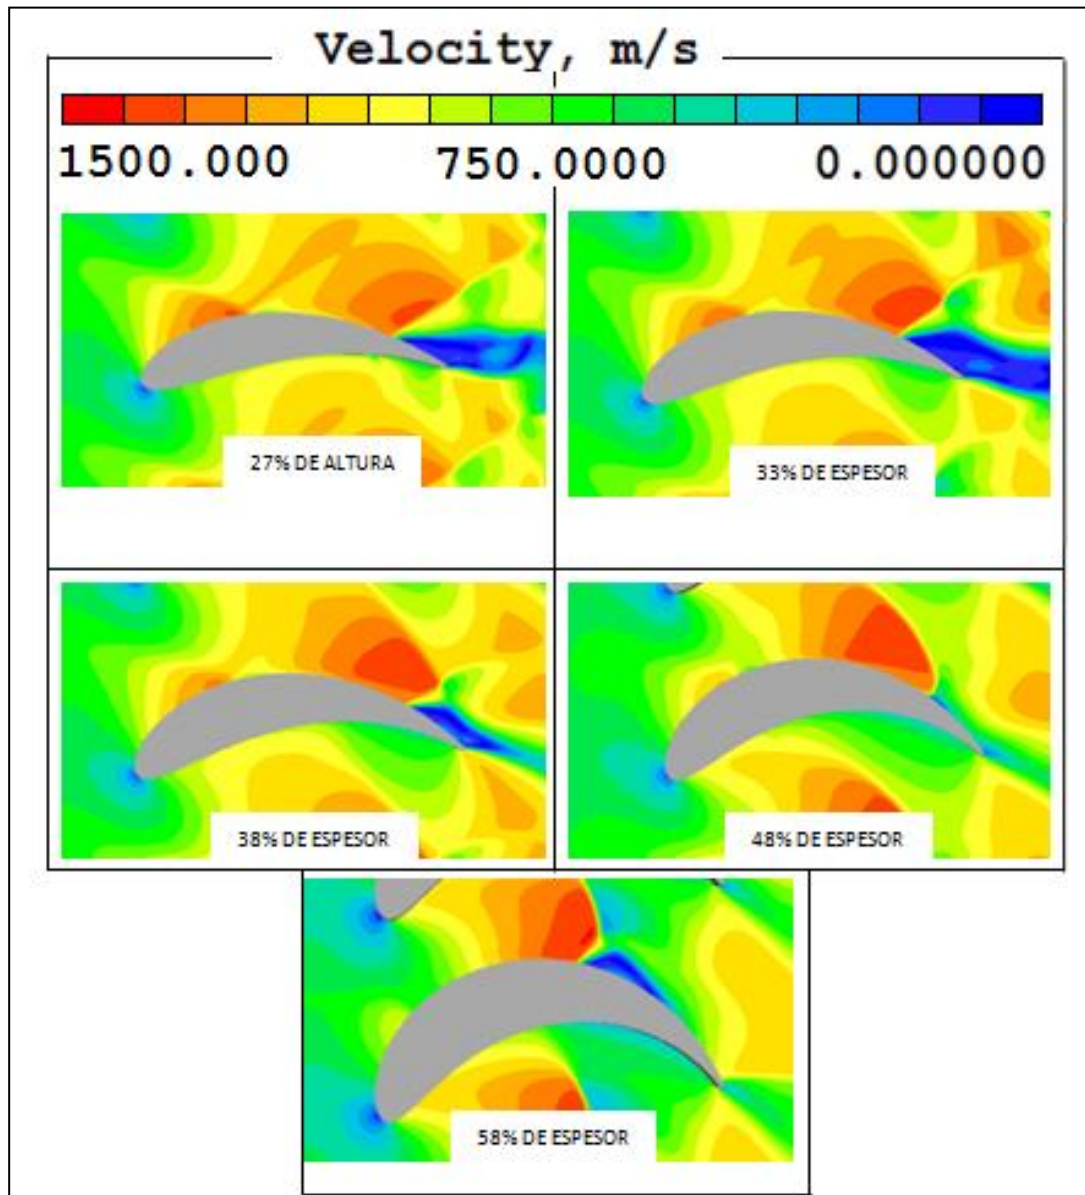 Velocity, m/s
1500.000 750.0000 0.000000
27% DE ALTURA
33% DE ESPESOR
38% DE ESPESOR
48% DE ESPESOR
58% DE ESPESOR